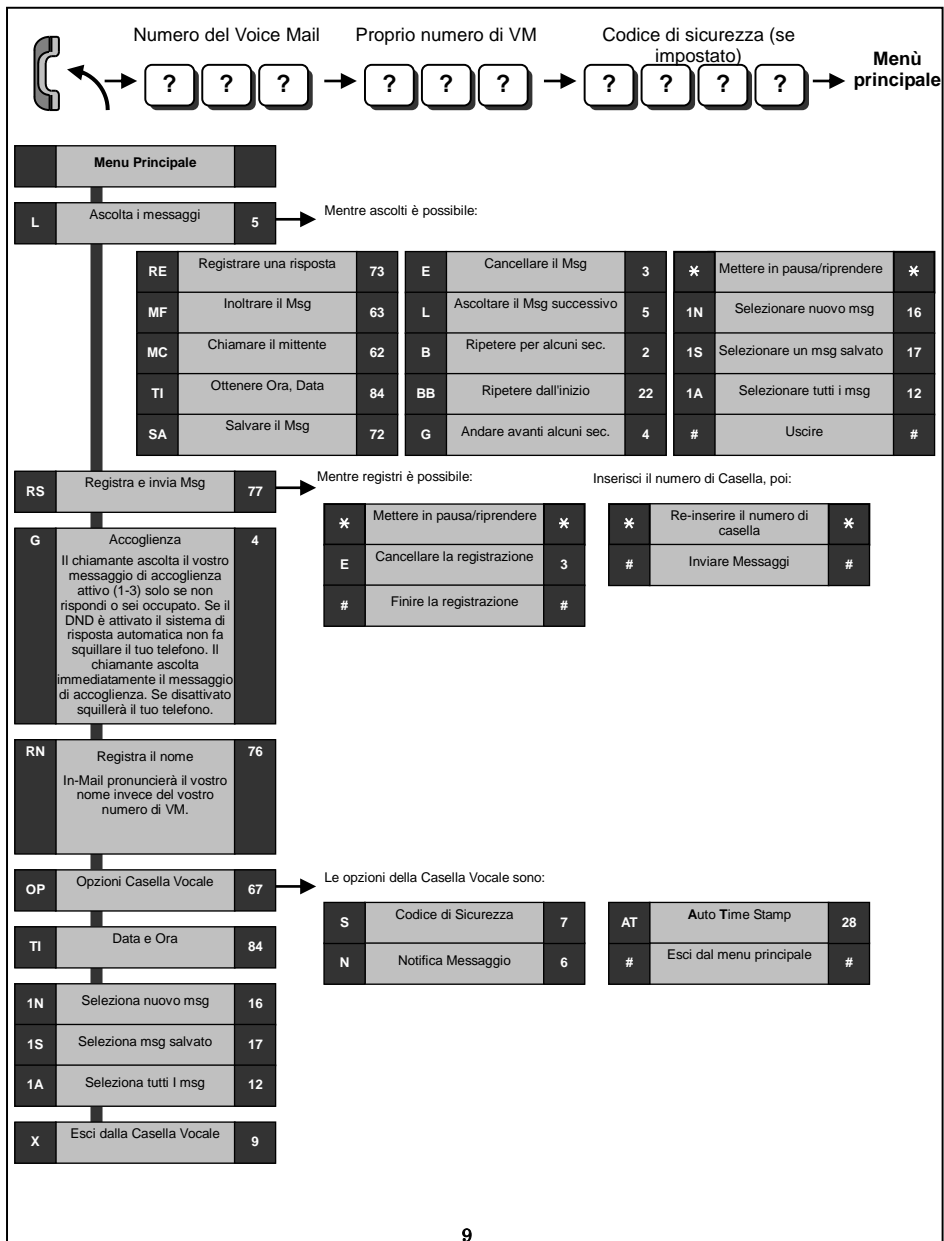 Numero del Voice Mail
Proprio numero di VM
Codice di sicurezza (se
impostato)
? ? ?
? ? ?
? ? ? ?
Menù
principale
Menu Principale
L Ascolta i messaggi 5
Mentre ascolti è possibile:
RE Registrare una risposta 73 E Cancellare il Msg 3 * Mettere in pausa/riprendere *
MF Inoltrare il Msg 63 L Ascoltare il Msg successivo 5 1N Selezionare nuovo msg 16
MC Chiamare il mittente 62 B Ripetere per alcuni sec. 2 1S Selezionare un msg salvato 17
TI Ottenere Ora, Data 84 BB Ripetere dall'inizio 22 1A Selezionare tutti i msg 12
SA Salvare il Msg 72 G Andare avanti alcuni sec. 4 # Uscire #
RS Registra e invia Msg 77
Mentre registri è possibile:
* Mettere in pausa/riprendere *
E Cancellare la registrazione 3
# Finire la registrazione #
Inserisci il numero di Casella, poi:
* Re-inserire il numero di
casella *
# Inviare Messaggi #
G Accoglienza 4
Il chiamante ascolta il vostro
messaggio di accoglienza
attivo (1-3) solo se non
rispondi o sei occupato. Se il
DND è attivato il sistema di
risposta automatica non fa
squillare il tuo telefono. Il
chiamante ascolta
immediatamente il messaggio
di accoglienza. Se disattivato
squillerà il tuo telefono.
RN Registra il nome 76
In-Mail pronuncierà il vostro
nome invece del vostro
numero di VM.
OP Opzioni Casella Vocale 67
Le opzioni della Casella Vocale sono:
S Codice di Sicurezza 7 AT Auto Time Stamp 28
N Notifica Messaggio 6 # Esci dal menu principale #
TI Data e Ora 84
1N Seleziona nuovo msg 16
1S Seleziona msg salvato 17
1A Seleziona tutti I msg 12
X Esci dalla Casella Vocale 9
9